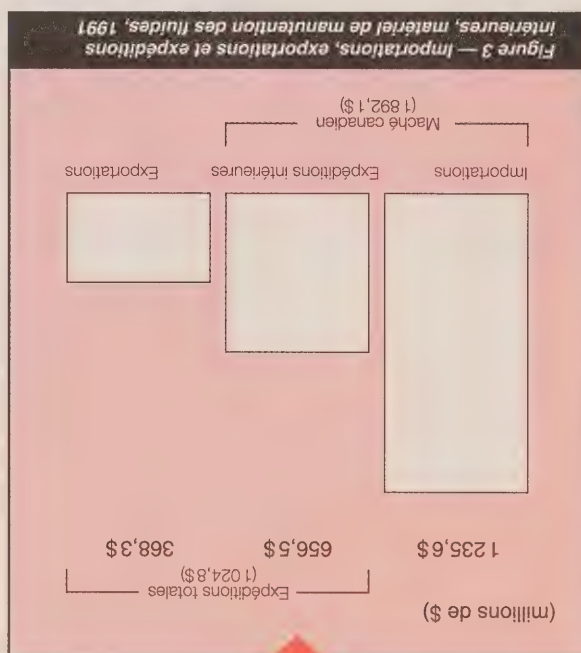 (millions de $)
Expéditions totales
(1 024,8 $)
1 235,6 $ 656,5 $ 368,3 $
Importations Expéditions intérieures Exportations
Maché canadien
(1 892,1 $)
Figure 3 — Importations, exportations et expéditions
intérieures, matériel de manutention des fluides, 1991